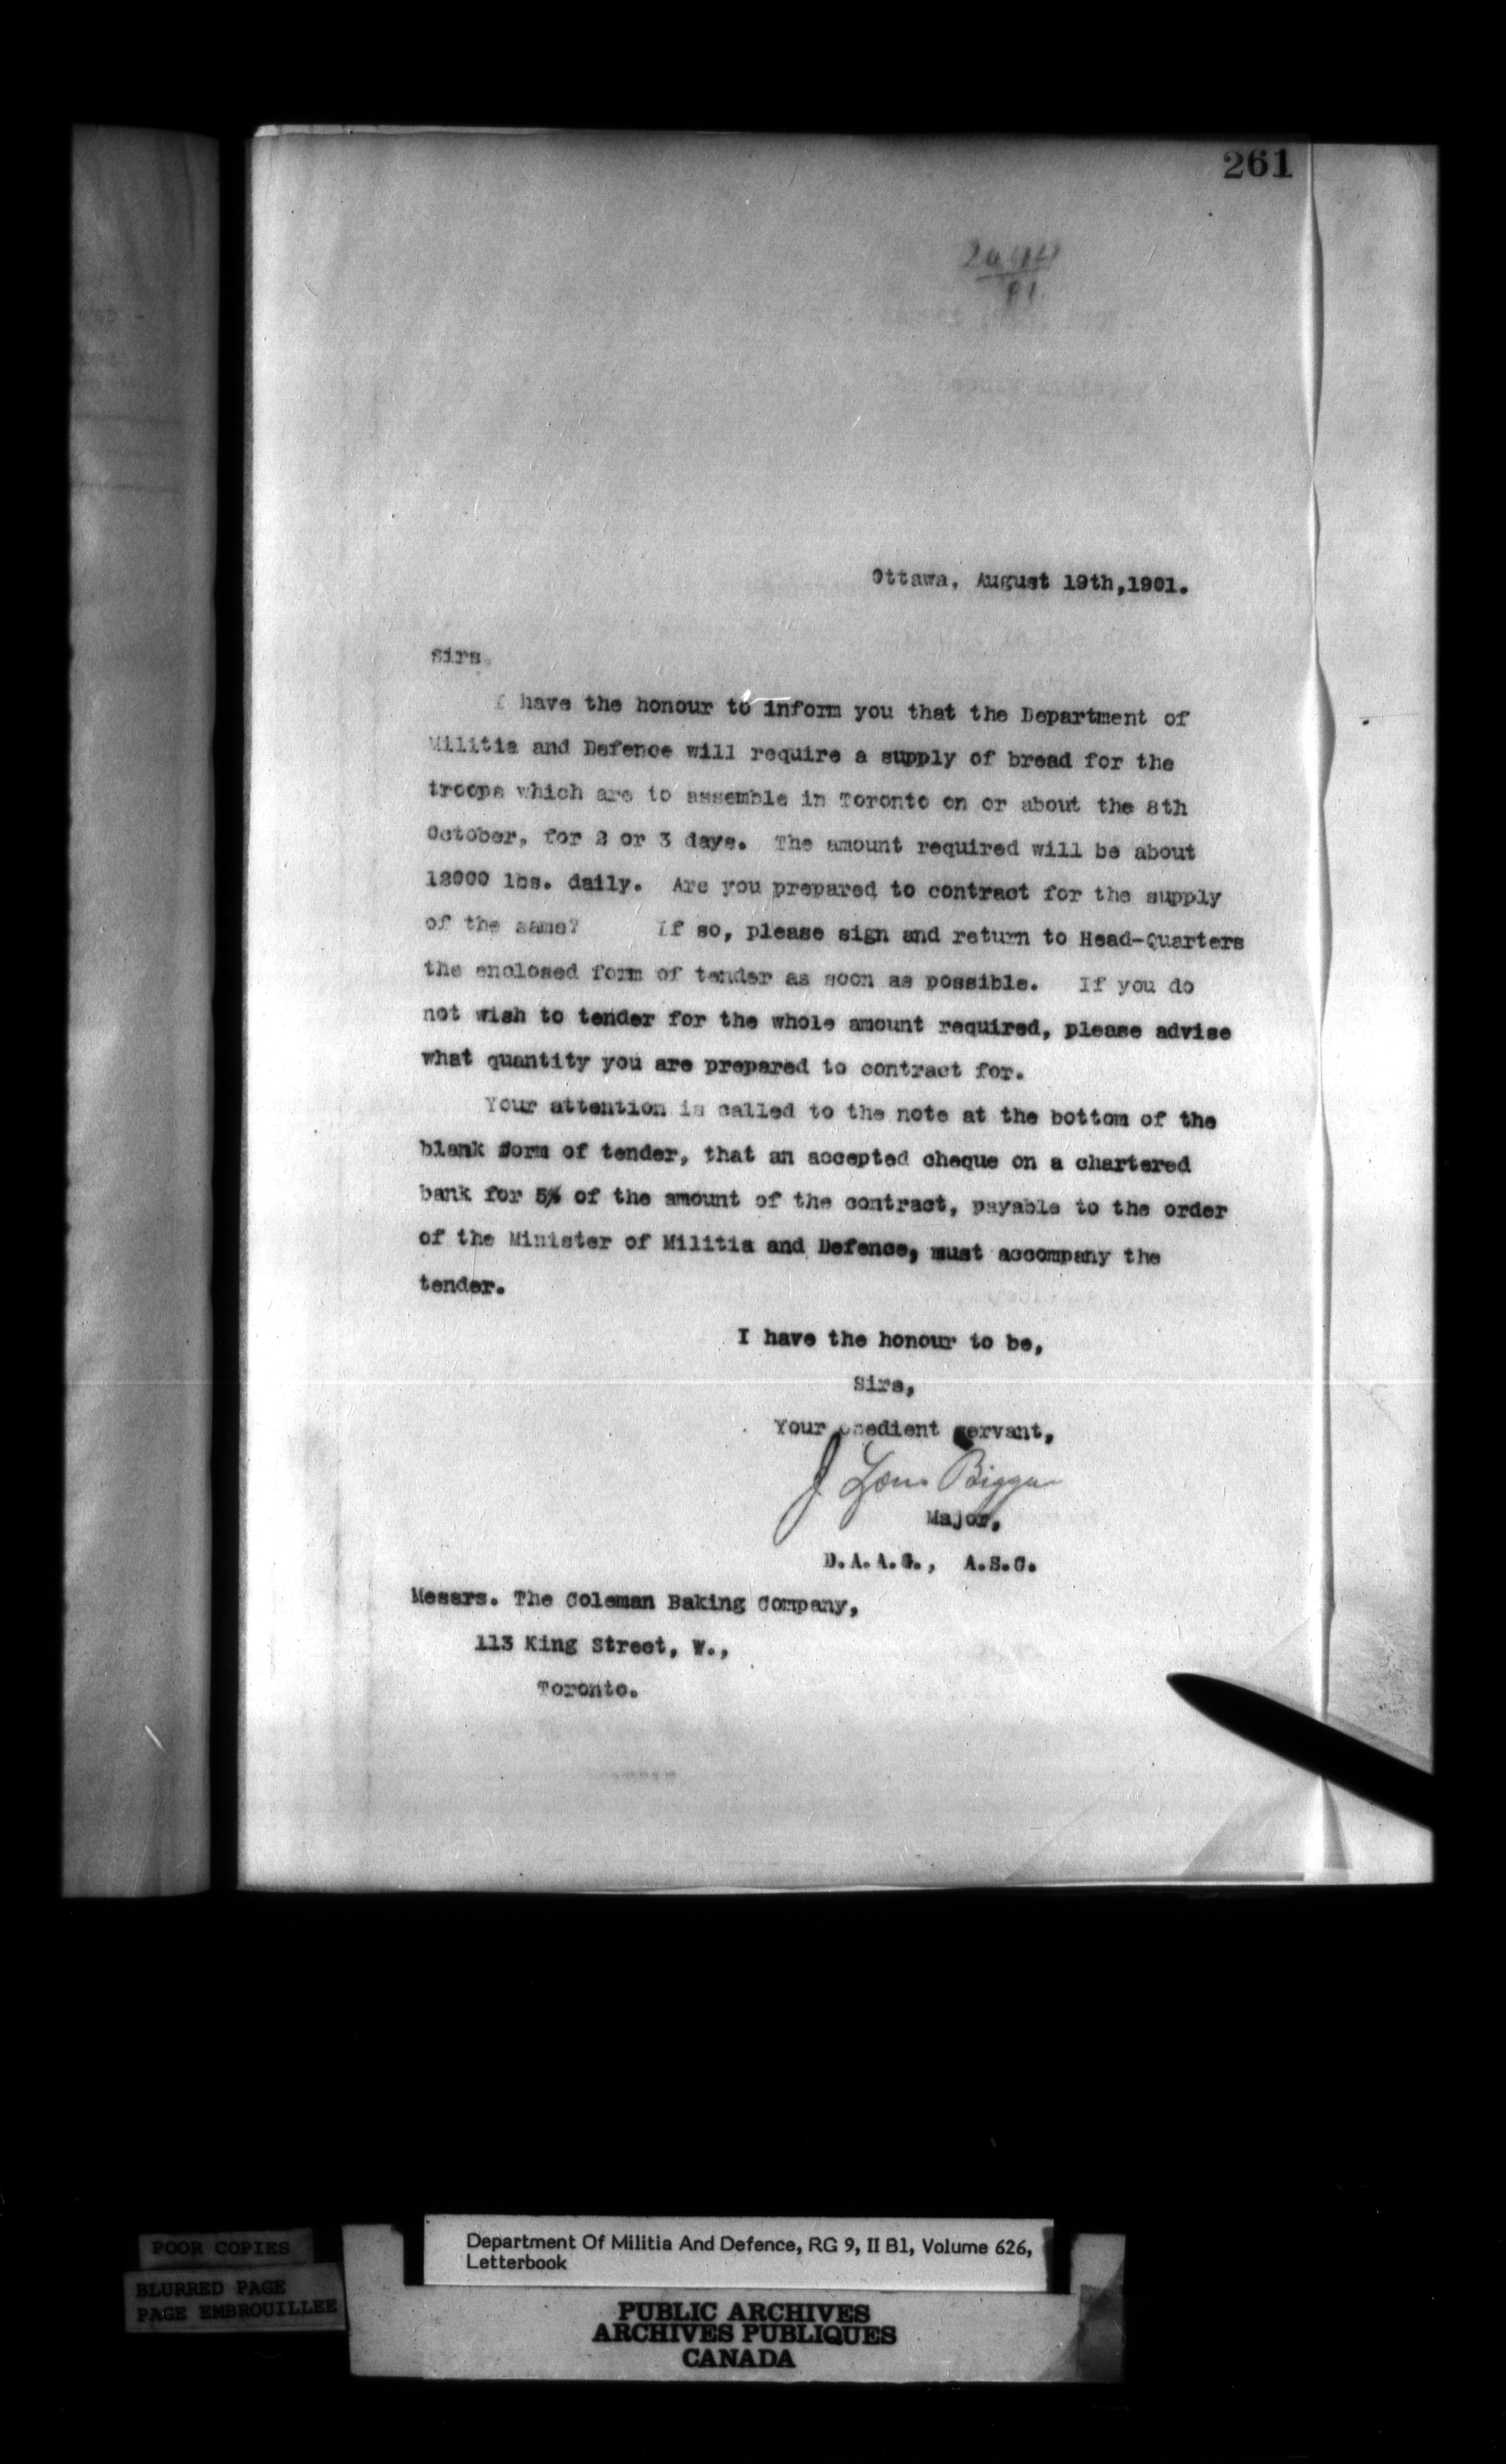 261
Ottawa, August 19th, 1901.
Sirs,
I have the honour to inform you that the Department of
Militia and Defence will require a supply of bread for the
troops which are to assemble in Toronto on or about the 8th
October, for 2 or 3 days. The amount required will be about
12000 lbs. daily. Are you prepared to contract for the supply
of the same? If so, please sign and return to Head-Quarters
the enclosed form of tender as soon as possible. If you do
not wish to tender for the whole amount required, please advise
what quantity you are prepared to contract for.
Your attention is called to the note at the bottom of the
blank form of tender, that an accepted cheque on a chartered
bank for 5% of the amount of the contract, payable to the order
of the Minister of Militia and Defence, must accompany the
tender.
I have the honour to be,
Sirs,
Your obedient servant,
J Lyons Biggar
Major,
D.A.A.G., A.S.C.
Messrs. The Coleman Baking Company,
113 King Street, W.,
Toronto.
Department Of Militia And Defence, RG 9, II B1, Volume 626,
Letterbook
POOR COPIES
BLURRED PAGE
PAGE EMBROUILLEE
PUBLIC ARCHIVES
ARCHIVES PUBLIQUES
CANADA